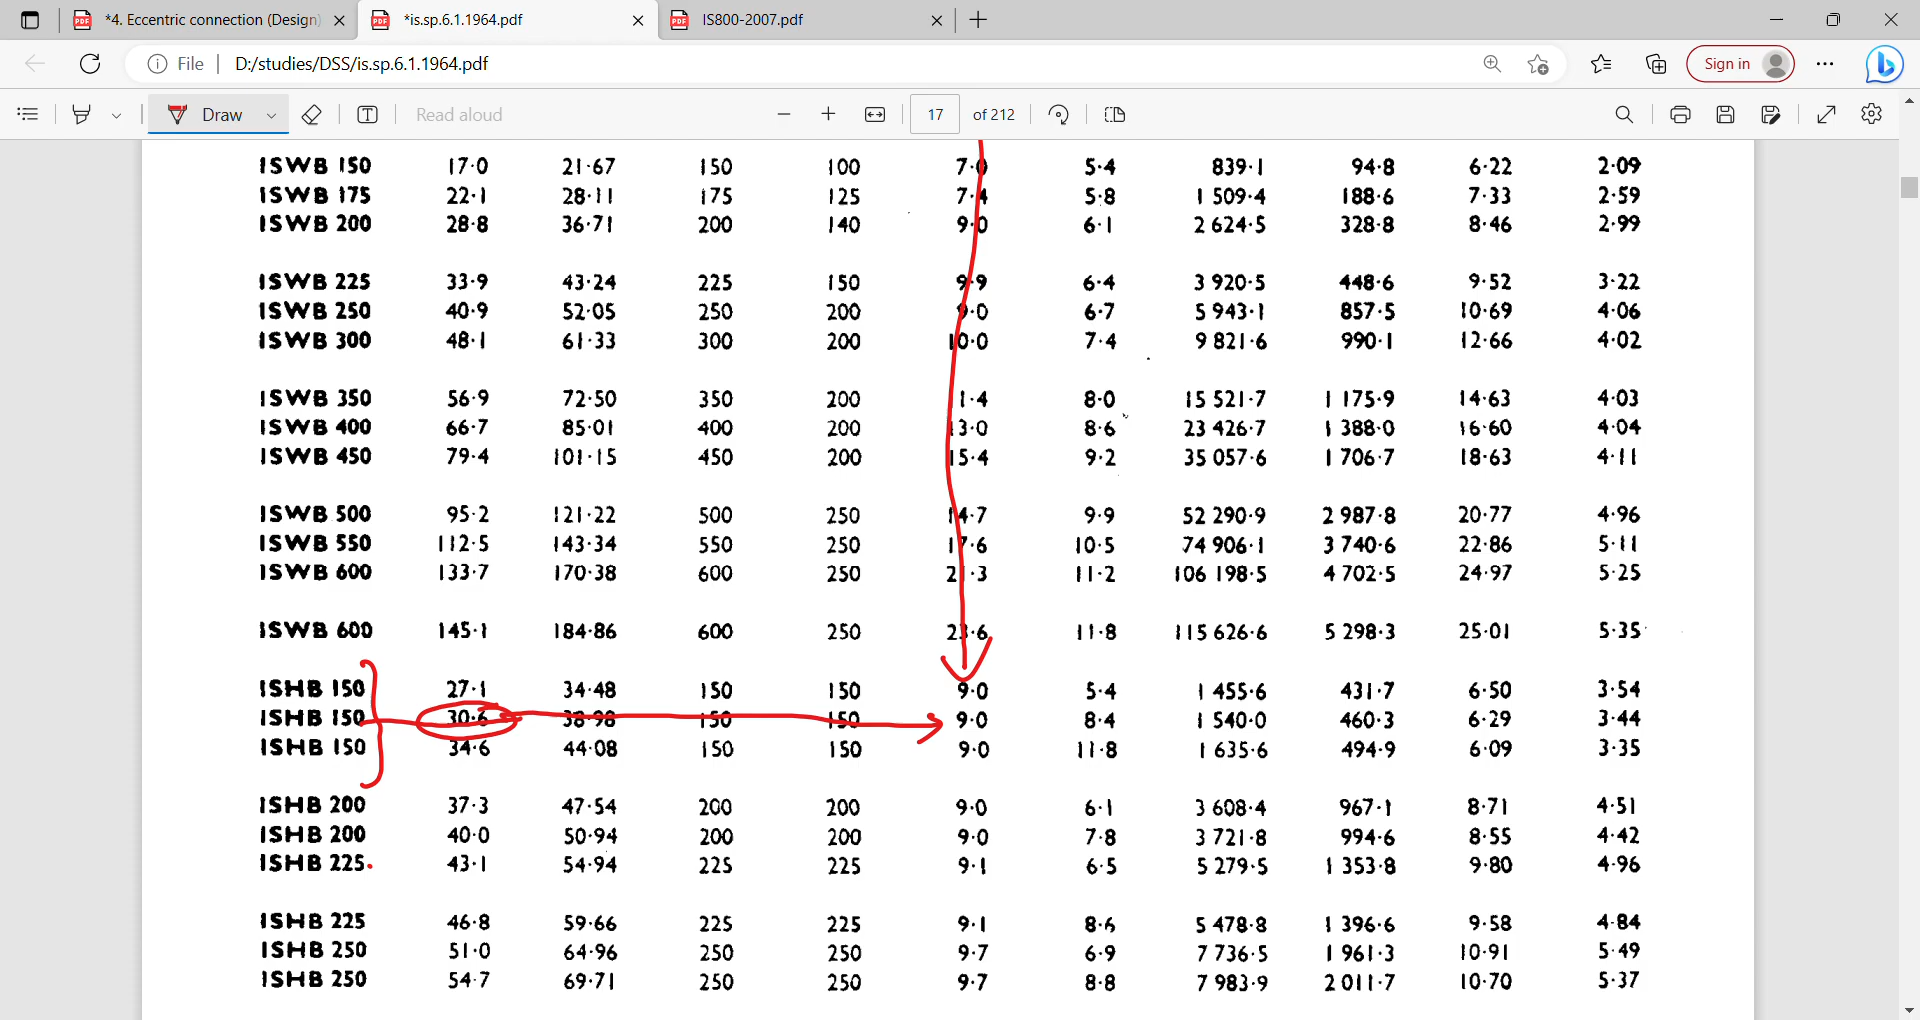 *4. Eccentric connection (Design)
*is.sp.6.1.1964.pdf
IS800-2007.pdf
File
D:/studies/DSS/is.sp.6.1.1964.pdf
Sign in
Draw
Read aloud
17 of 212
ISWB 150 17·0 21·67 150 100 7·0 5·4 839·1 94·8 6·22 2·09
ISWB 175 22·1 28·11 175 125 7·4 5·8 1 509·4 188·6 7·33 2·59
ISWB 200 28·8 36·71 200 140 9·0 6·1 2 624·5 328·8 8·46 2·99
ISWB 225 33·9 43·24 225 150 9·9 6·4 3 920·5 448·6 9·52 3·22
ISWB 250 40·9 52·05 250 200 9·0 6·7 5 943·1 857·5 10·69 4·06
ISWB 300 48·1 61·33 300 200 10·0 7·4 9 821·6 990·1 12·66 4·02
ISWB 350 56·9 72·50 350 200 11·4 8·0 15 521·7 1 175·9 14·63 4·03
ISWB 400 66·7 85·01 400 200 13·0 8·6 23 426·7 1 388·0 16·60 4·04
ISWB 450 79·4 101·15 450 200 15·4 9·2 35 057·6 1 706·7 18·63 4·11
ISWB 500 95·2 121·22 500 250 14·7 9·9 52 290·9 2 987·8 20·77 4·96
ISWB 550 112·5 143·34 550 250 17·6 10·5 74 906·1 3 740·6 22·86 5·11
ISWB 600 133·7 170·38 600 250 21·3 11·2 106 198·5 4 702·5 24·97 5·25
ISWB 600 145·1 184·86 600 250 23·6 11·8 115 626·6 5 298·3 25·01 5·35
ISHB 150 27·1 34·48 150 150 9·0 5·4 1 455·6 431·7 6·50 3·54
ISHB 150 30·6 38·98 150 150 9·0 8·4 1 540·0 460·3 6·29 3·44
ISHB 150 34·6 44·08 150 150 9·0 11·8 1 635·6 494·9 6·09 3·35
ISHB 200 37·3 47·54 200 200 9·0 6·1 3 608·4 967·1 8·71 4·51
ISHB 200 40·0 50·94 200 200 9·0 7·8 3 721·8 994·6 8·55 4·42
ISHB 225 43·1 54·94 225 225 9·1 6·5 5 279·5 1 353·8 9·80 4·96
ISHB 225 46·8 59·66 225 225 9·1 8·6 5 478·8 1 396·6 9·58 4·84
ISHB 250 51·0 64·96 250 250 9·7 6·9 7 736·5 1 961·3 10·91 5·49
ISHB 250 54·7 69·71 250 250 9·7 8·8 7 983·9 2 011·7 10·70 5·37